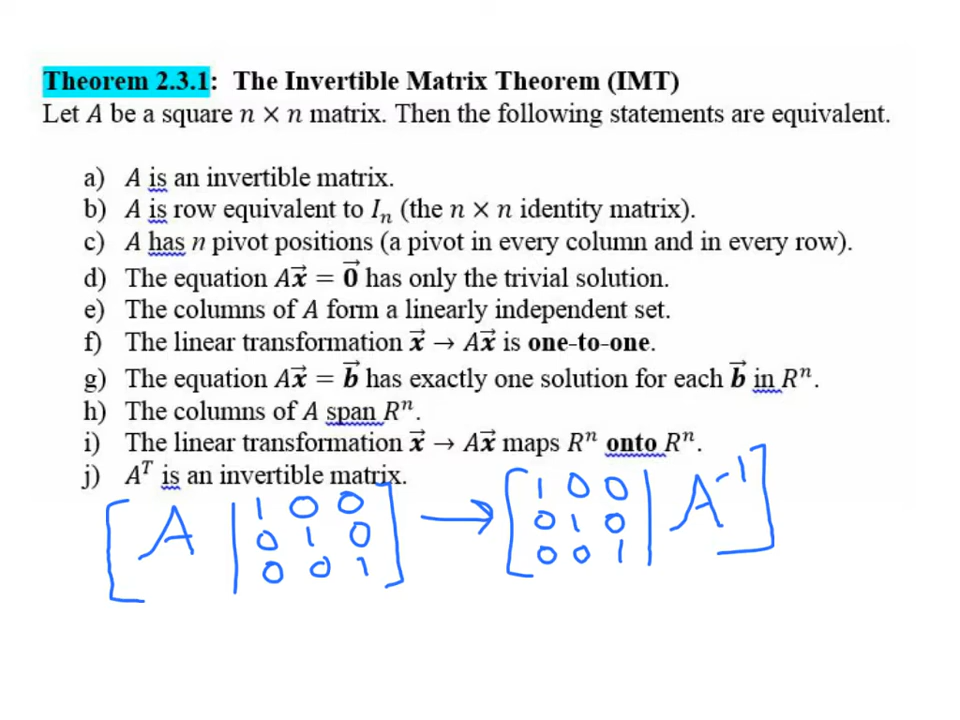 Theorem 2.3.1: The Invertible Matrix Theorem (IMT)
Let A be a square n × n matrix. Then the following statements are equivalent.
a) A is an invertible matrix.
b) A is row equivalent to Iₙ (the n × n identity matrix).
c) A has n pivot positions (a pivot in every column and in every row).
d) The equation Ax⃗ = 0⃗ has only the trivial solution.
e) The columns of A form a linearly independent set.
f) The linear transformation x⃗ → Ax⃗ is one-to-one.
g) The equation Ax⃗ = b⃗ has exactly one solution for each b⃗ in Rⁿ.
h) The columns of A span Rⁿ.
i) The linear transformation x⃗ → Ax⃗ maps Rⁿ onto Rⁿ.
j) Aᵀ is an invertible matrix.
[ A | 1 0 0 ] → [ 1 0 0 | A⁻¹ ]
0 1 0 0 1 0
0 0 1 0 0 1